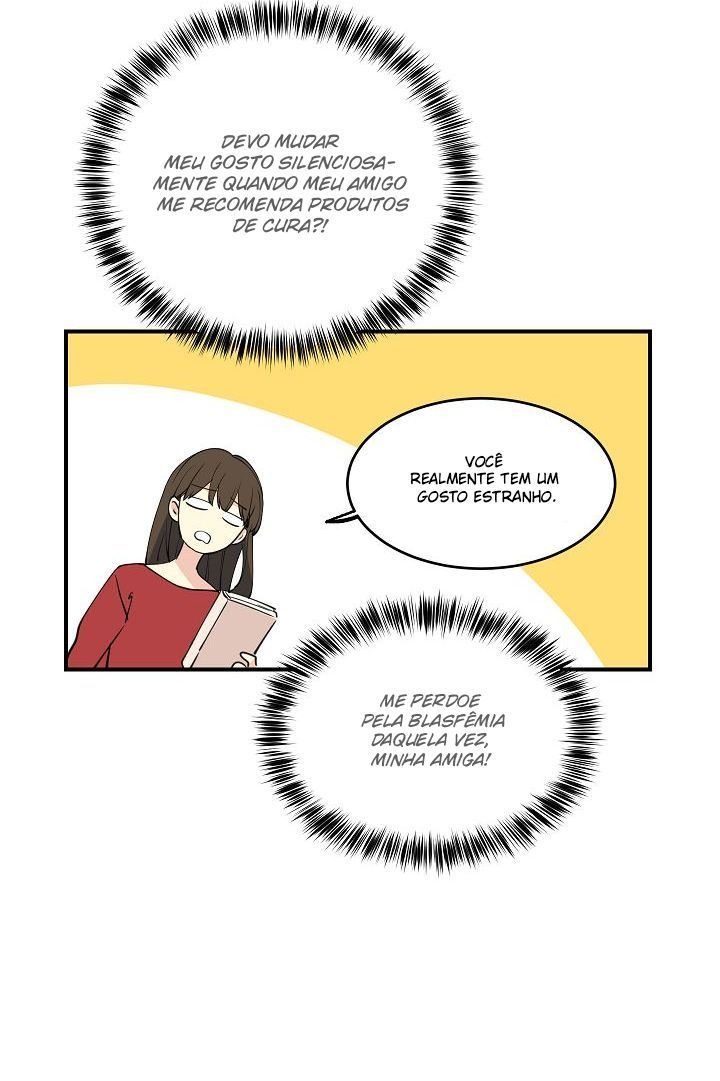 DEVO MUDAR
MEU GOSTO SILENCIOSA-
MENTE QUANDO MEU AMIGO
ME RECOMENDA PRODUTOS
DE CURA?!
VOCÊ
REALMENTE TEM UM
GOSTO ESTRANHO.
ME PERDOE
PELA BLASFÊMIA
DAQUELA VEZ,
MINHA AMIGA!